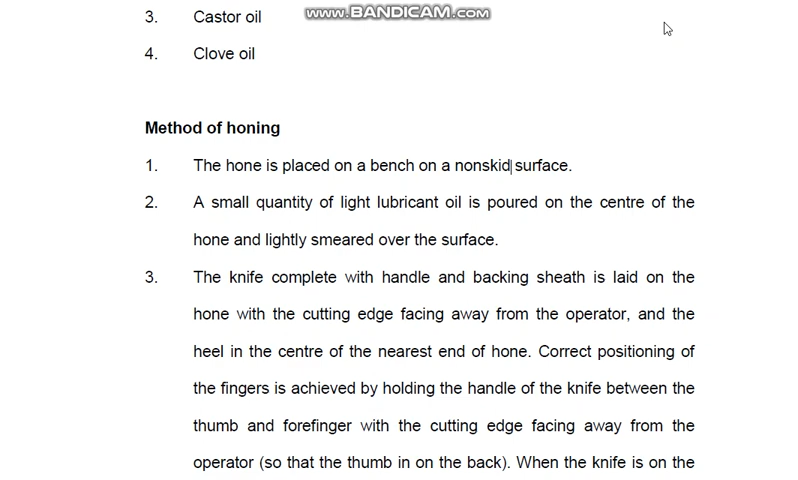 www.BANDICAM.com
3. Castor oil
4. Clove oil
Method of honing
1. The hone is placed on a bench on a nonskid surface.
2. A small quantity of light lubricant oil is poured on the centre of the
hone and lightly smeared over the surface.
3. The knife complete with handle and backing sheath is laid on the
hone with the cutting edge facing away from the operator, and the
heel in the centre of the nearest end of hone. Correct positioning of
the fingers is achieved by holding the handle of the knife between the
thumb and forefinger with the cutting edge facing away from the
operator (so that the thumb in on the back). When the knife is on the